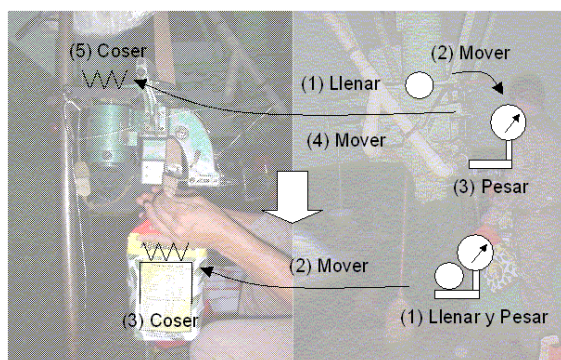 (5) Coser
(2) Mover
(1) Llenar
(4) Mover
(3) Pesar
(2) Mover
(3) Coser
(1) Llenar y Pesar